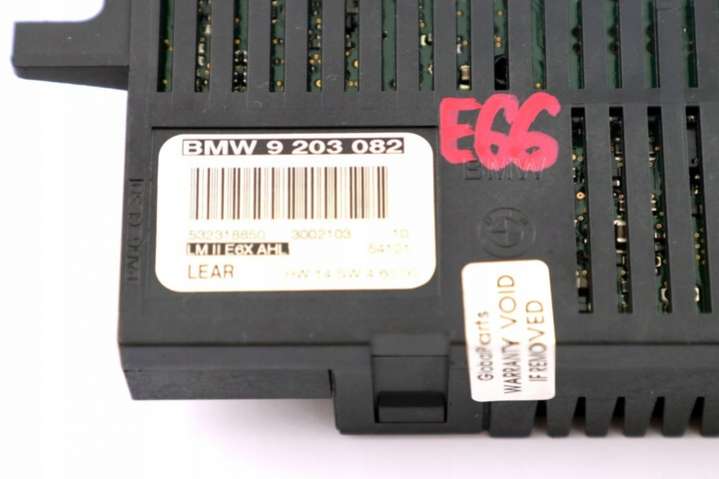 BMW 9 203 082
532318850 3002103 10
LM II E6X AHL 54101
LEAR
E66
BMW
GlobalParts
WARRANTY VOID
IF REMOVED